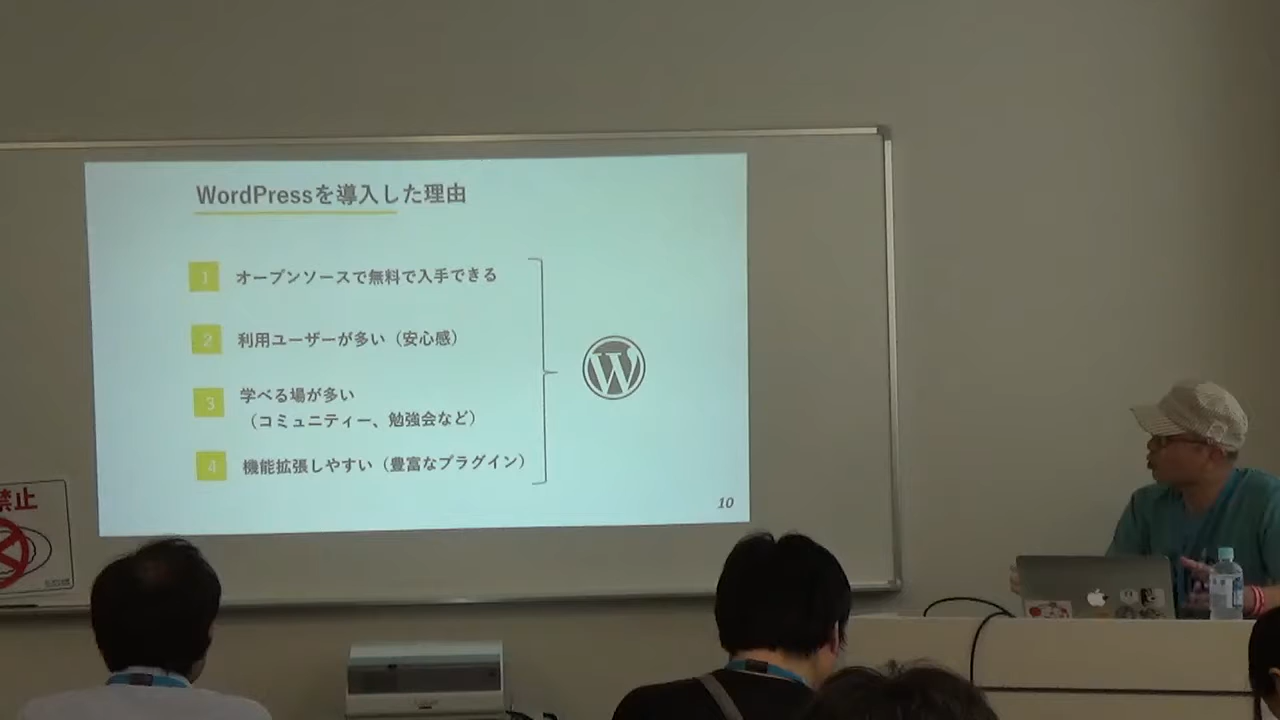 WordPressを導入した理由
1 オープンソースで無料で入手できる
2 利用ユーザーが多い（安心感）
3 学べる場が多い
（コミュニティー、勉強会など）
4 機能拡張しやすい（豊富なプラグイン）
10
禁止